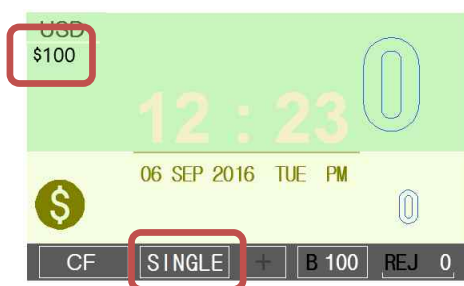 USD
$100
0
12 : 23
06 SEP 2016 TUE PM
$
0
CF SINGLE + B 100 REJ 0